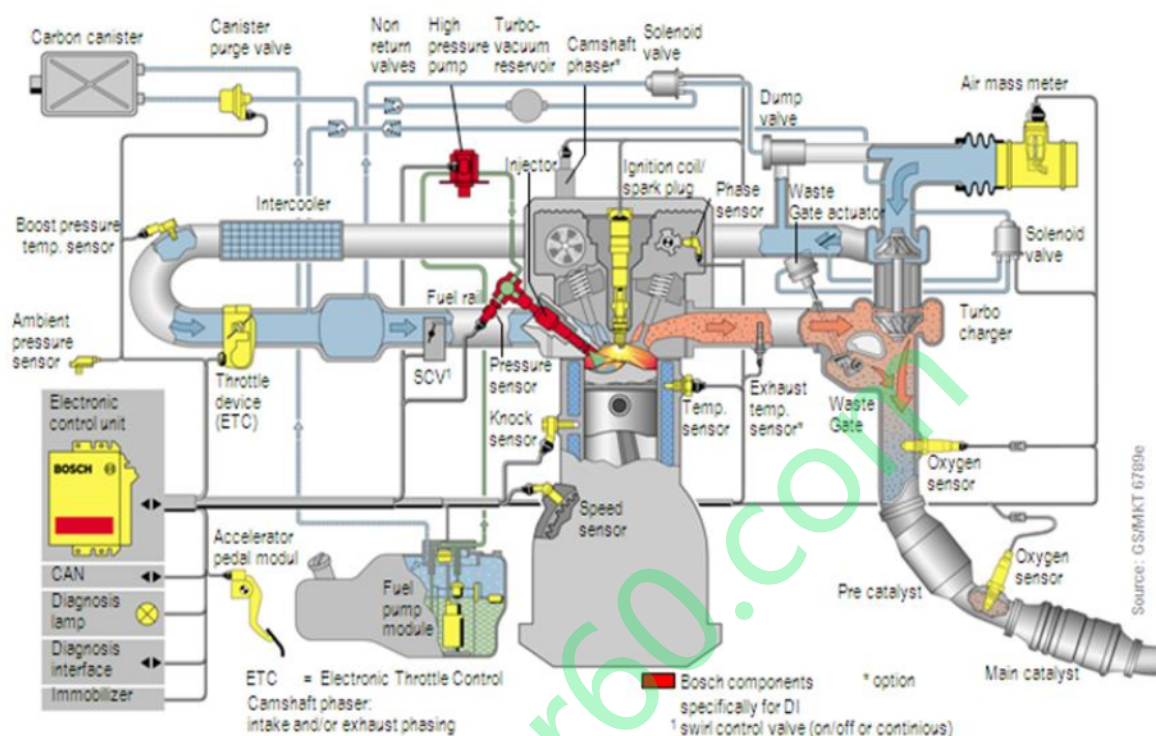 Carbon canister
Canister
purge valve
Non
return
valves
High
pressure
pump
Turbo-
vacuum
reservoir
Camshaft
phaser*
Solenoid
valve
Air mass meter
Dump
valve
Injector
Ignition coil/
spark plug
Phase
sensor
Waste
Gate actuator
Intercooler
Boost pressure
temp. sensor
Solenoid
valve
Fuel rail
Turbo
charger
Ambient
pressure
sensor
SCV¹
Pressure
sensor
Throttle
device
(ETC)
Knock
sensor
Temp.
sensor
Exhaust
temp.
sensor*
Waste
Gate
Electronic
control unit
BOSCH
Oxygen
sensor
Speed
sensor
Accelerator
pedal modul
Oxygen
sensor
CAN
Pre catalyst
Diagnosis
lamp
Fuel
pump
module
Diagnosis
interface
Main catalyst
Immobilizer
ETC = Electronic Throttle Control
Camshaft phaser:
intake and/or exhaust phasing
Bosch components
specifically for DI
* option
¹ swirl control valve (on/off or continious)
Source: GS/MKT 6789e
r60.com